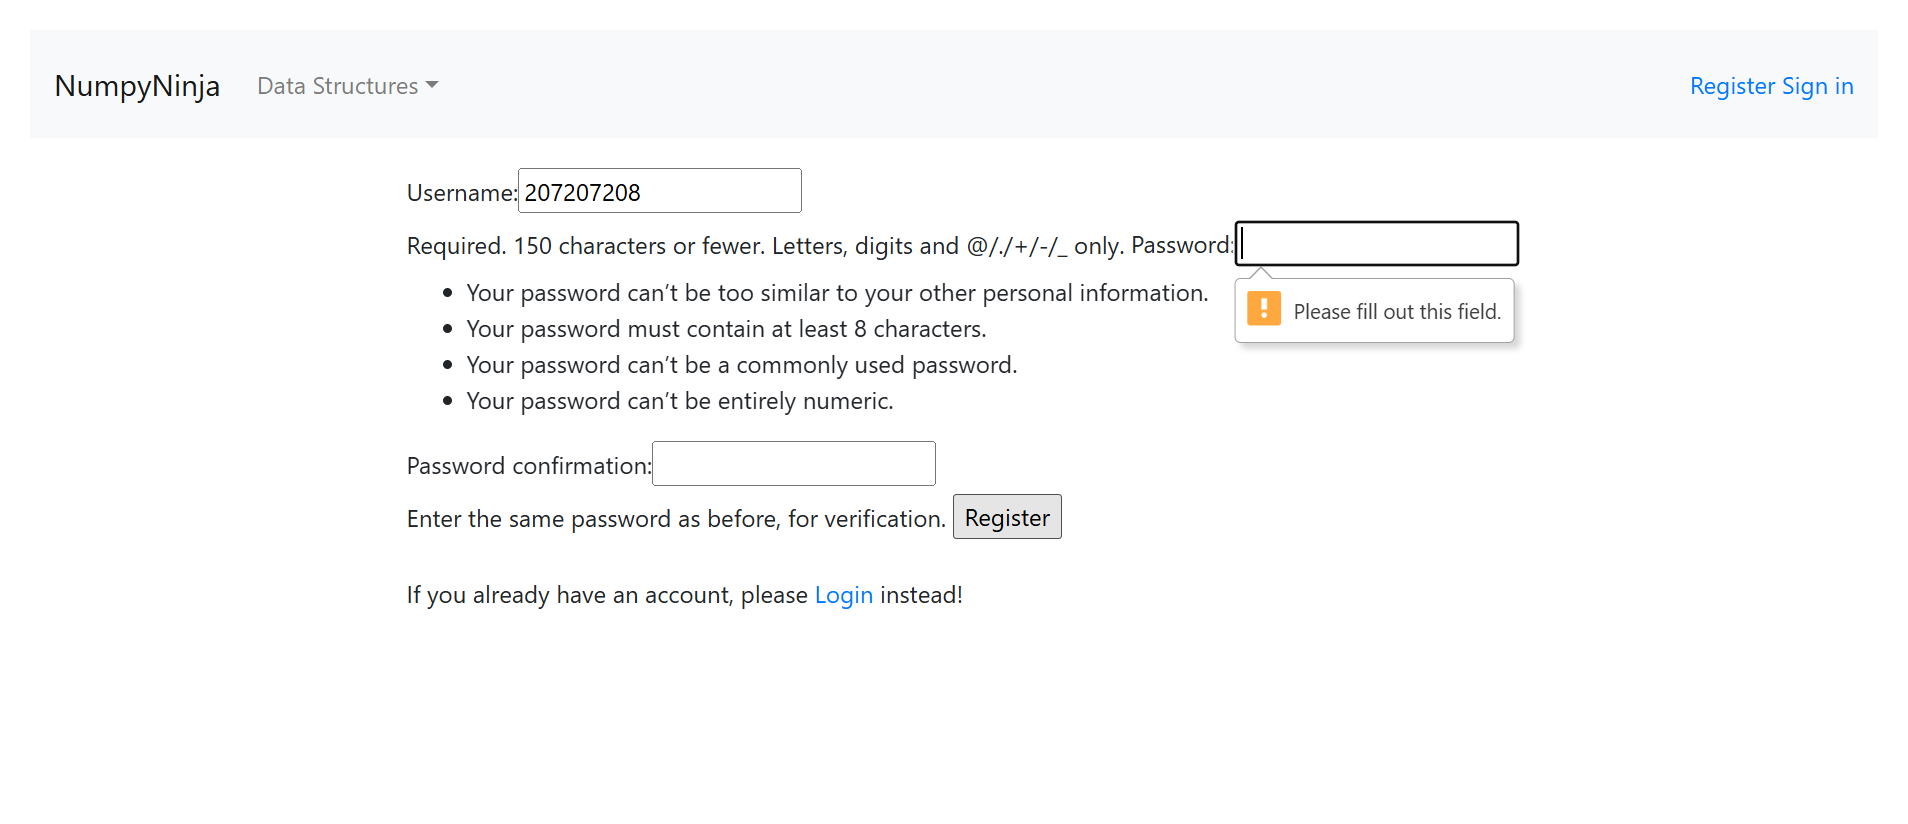 NumpyNinja Data Structures Register Sign in
Username: 207207208
Required. 150 characters or fewer. Letters, digits and @/./+/-/_ only. Password:
Please fill out this field.
Your password can’t be too similar to your other personal information.
Your password must contain at least 8 characters.
Your password can’t be a commonly used password.
Your password can’t be entirely numeric.
Password confirmation:
Enter the same password as before, for verification. Register
If you already have an account, please Login instead!